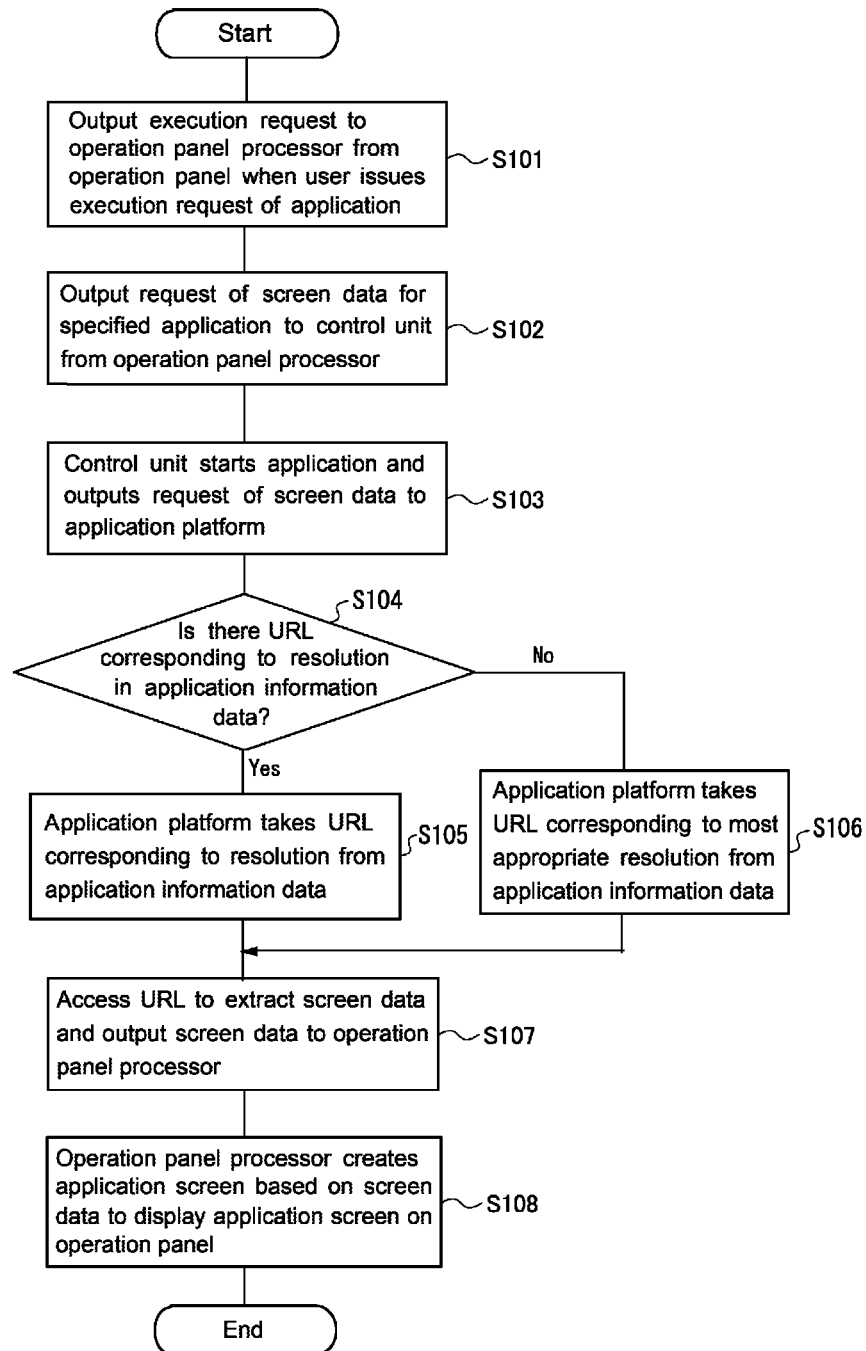 Start
Output execution request to
operation panel processor from
operation panel when user issues
execution request of application
S101
Output request of screen data for
specified application to control unit
from operation panel processor
S102
Control unit starts application and
outputs request of screen data to
application platform
S103
S104
Is there URL
corresponding to resolution
in application information
data?
No
Yes
Application platform takes URL
corresponding to resolution from
application information data
S105
Application platform takes
URL corresponding to most
appropriate resolution from
application information data
S106
Access URL to extract screen data
and output screen data to operation
panel processor
S107
Operation panel processor creates
application screen based on screen
data to display application screen on
operation panel
S108
End